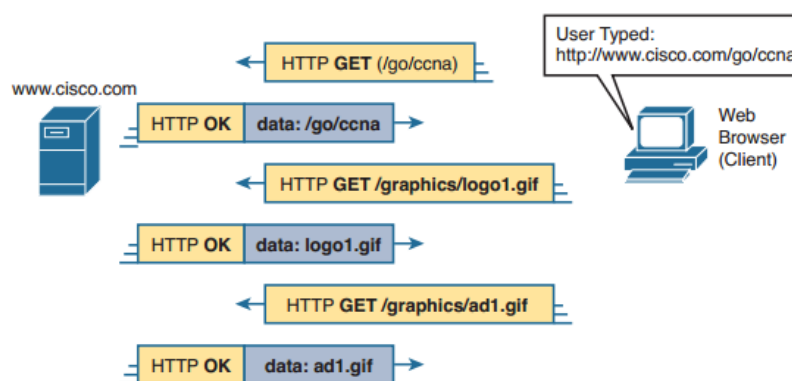 User Typed:
http://www.cisco.com/go/ccna
HTTP GET (/go/ccna)
www.cisco.com
HTTP OK data: /go/ccna
Web
Browser
(Client)
HTTP GET /graphics/logo1.gif
HTTP OK data: logo1.gif
HTTP GET /graphics/ad1.gif
HTTP OK data: ad1.gif